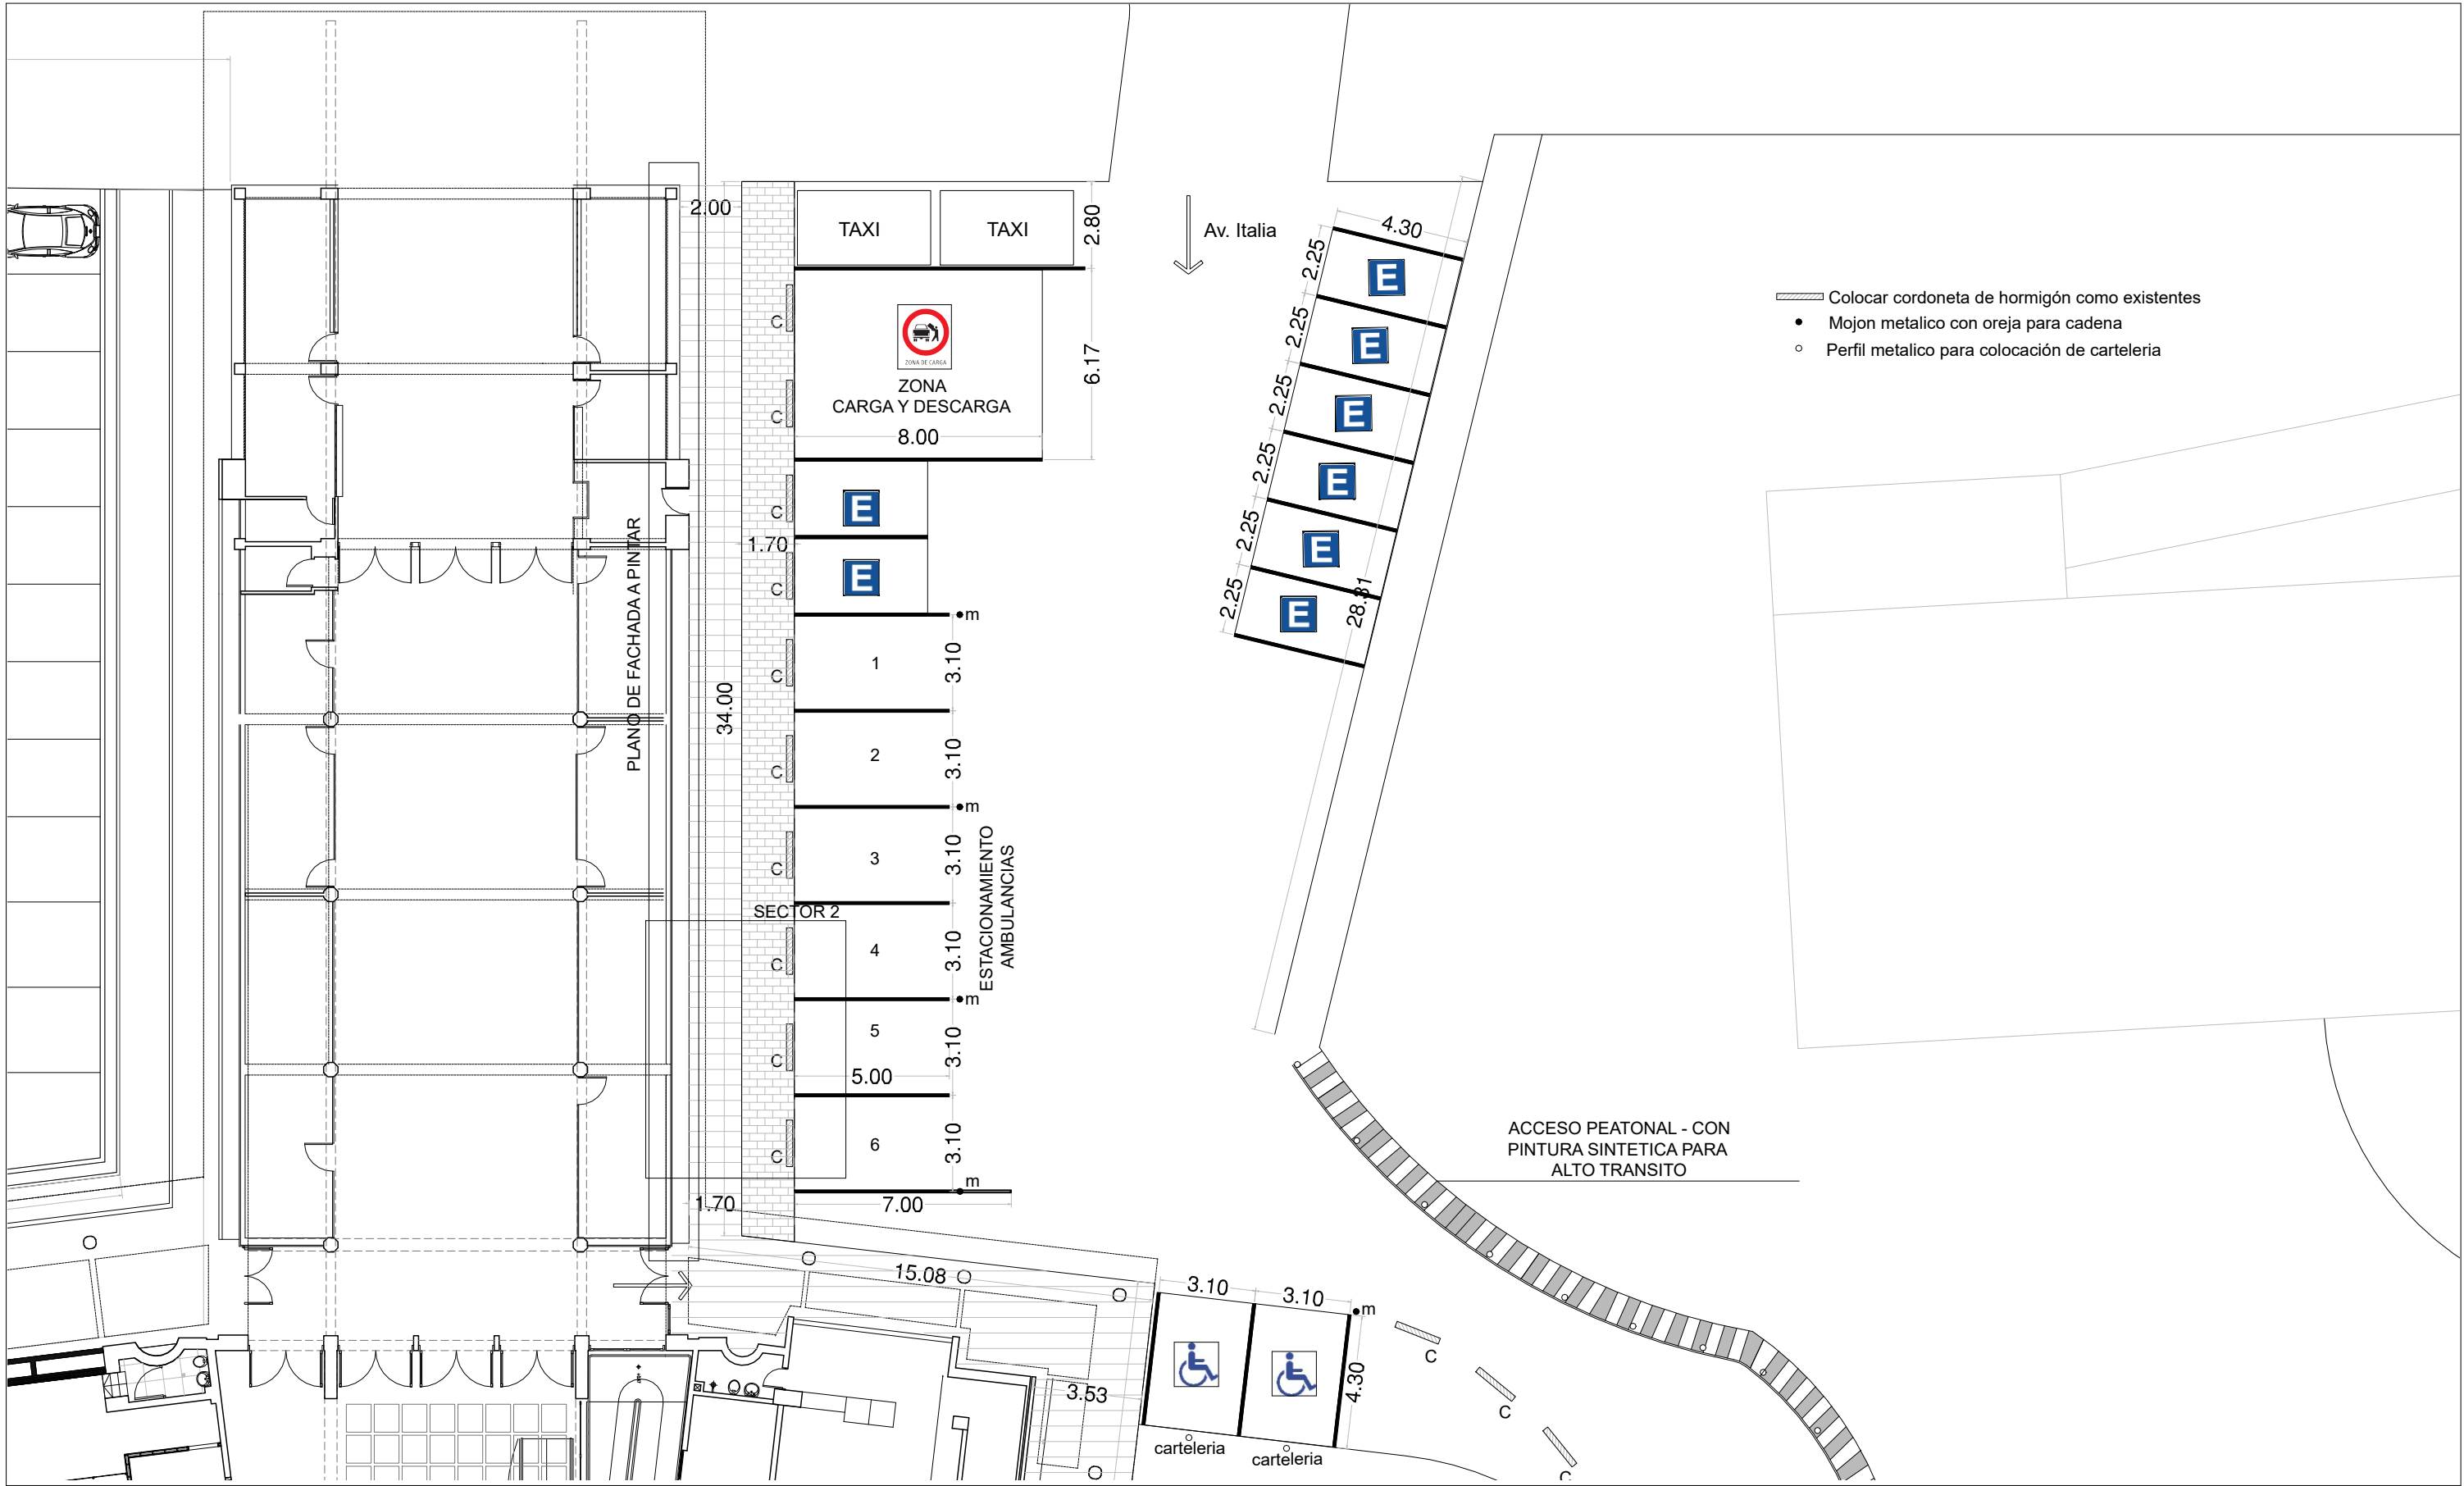 2.00
TAXI
TAXI
2.80
Av. Italia
4.30
2.25
E
2.25
E
2.25
E
2.25
E
2.25
E
2.25
E
28.31
Colocar cordoneta de hormigón como existentes
Mojon metalico con oreja para cadena
Perfil metalico para colocación de carteleria
C
ZONA DE CARGA
ZONA
CARGA Y DESCARGA
6.17
8.00
C
C
E
1.70
C
E
m
PLANO DE FACHADA A PINTAR
34.00
C
1
3.10
C
2
3.10
m
C
3
3.10
ESTACIONAMIENTO
AMBULANCIAS
SECTOR 2
C
4
3.10
m
C
5
3.10
5.00
C
6
3.10
m
1.70
7.00
ACCESO PEATONAL - CON
PINTURA SINTETICA PARA
ALTO TRANSITO
15.08
3.10
3.10
m
4.30
3.53
C
C
C
carteleria
carteleria